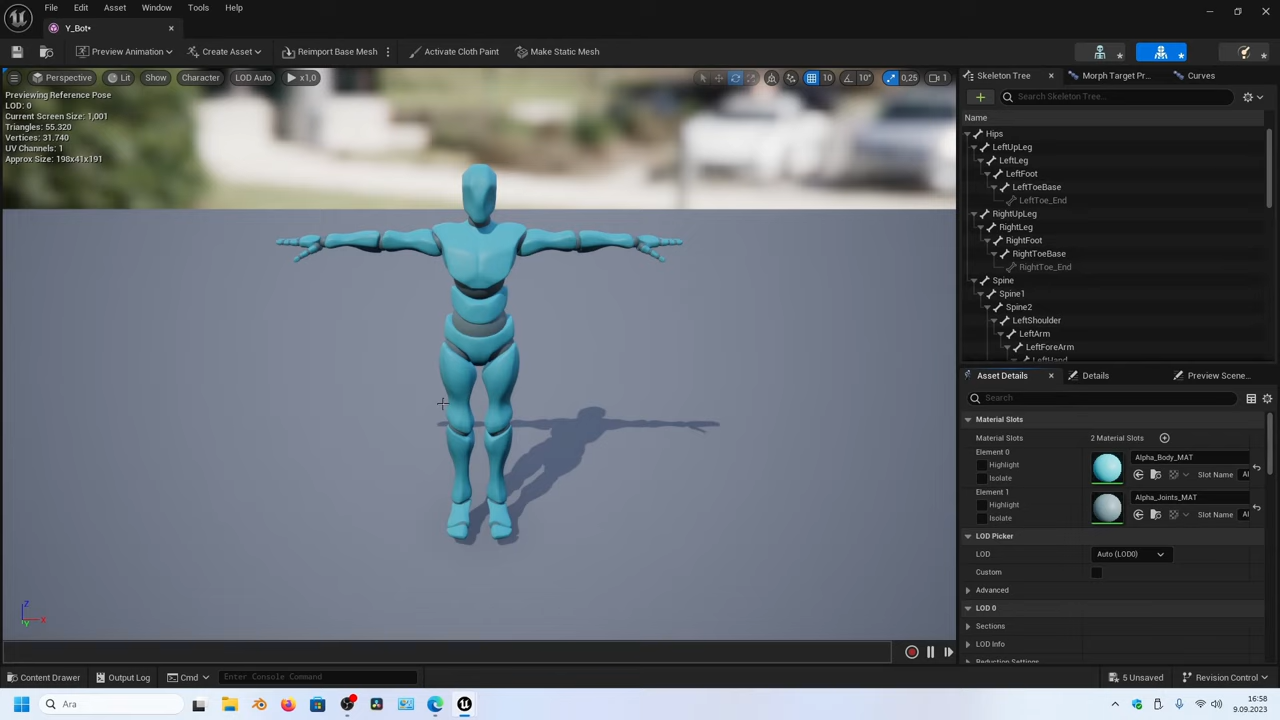 File Edit Asset Window Tools Help
Y_Bot*
Preview Animation Create Asset Reimport Base Mesh Activate Cloth Paint Make Static Mesh
Perspective Lit Show Character LOD Auto x1.0 10 10° 0,25 1
Previewing Reference Pose
LOD: 0
Current Screen Size: 1,001
Triangles: 55.320
Vertices: 31.740
UV Channels: 1
Approx Size: 198x41x191
Z
X
Skeleton Tree Morph Target Pr... Curves
Search Skeleton Tree...
Name
Hips
LeftUpLeg
LeftLeg
LeftFoot
LeftToeBase
LeftToe_End
RightUpLeg
RightLeg
RightFoot
RightToeBase
RightToe_End
Spine
Spine1
Spine2
LeftShoulder
LeftArm
LeftForeArm
LeftHand
Asset Details Details Preview Scene...
Search
Material Slots
Material Slots 2 Material Slots
Element 0 Alpha_Body_MAT
Highlight
Isolate Slot Name Al
Element 1 Alpha_Joints_MAT
Highlight
Isolate Slot Name Al
LOD Picker
LOD Auto (LOD0)
Custom
Advanced
LOD 0
Sections
LOD Info
Reduction Settings
Content Drawer Output Log Cmd Enter Console Command 5 Unsaved Revision Control
Ara 16:58
9.09.2023